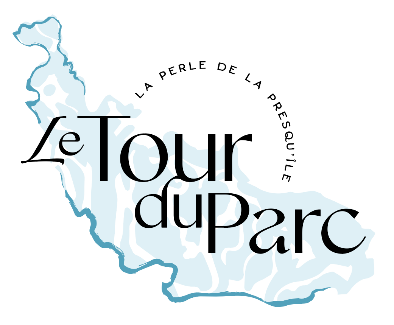 LA PERLE DE LA PRESQU'ÎLE
Le Tour
du Parc